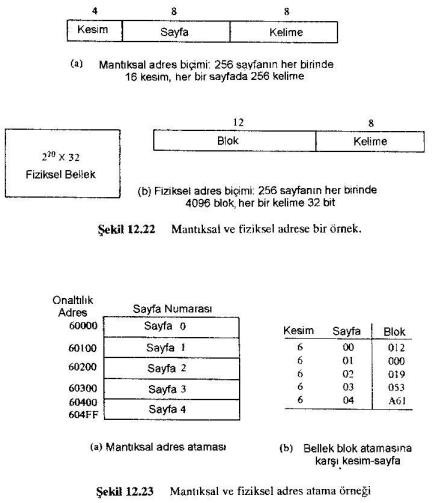 4 8 8
Kesim Sayfa Kelime
(a) Mantıksal adres biçimi: 256 sayfanın her birinde
16 kesim, her bir sayfada 256 kelime
12 8
Blok Kelime
2²⁰ X 32
Fiziksel Bellek
(b) Fiziksel adres biçimi: 256 sayfanın her birinde
4096 blok, her bir kelime 32 bit
Şekil 12.22 Mantıksal ve fiziksel adrese bir örnek.
Onaltılık
Adres
Sayfa Numarası
60000 Sayfa 0
60100 Sayfa 1
60200 Sayfa 2
60300 Sayfa 3
60400 Sayfa 4
604FF
(a) Mantıksal adres ataması
Kesim Sayfa Blok
6 00 012
6 01 000
6 02 019
6 03 053
6 04 A61
(b) Bellek blok atamasına
karşı kesim-sayfa
Şekil 12.23 Mantıksal ve fiziksel adres atama örneği